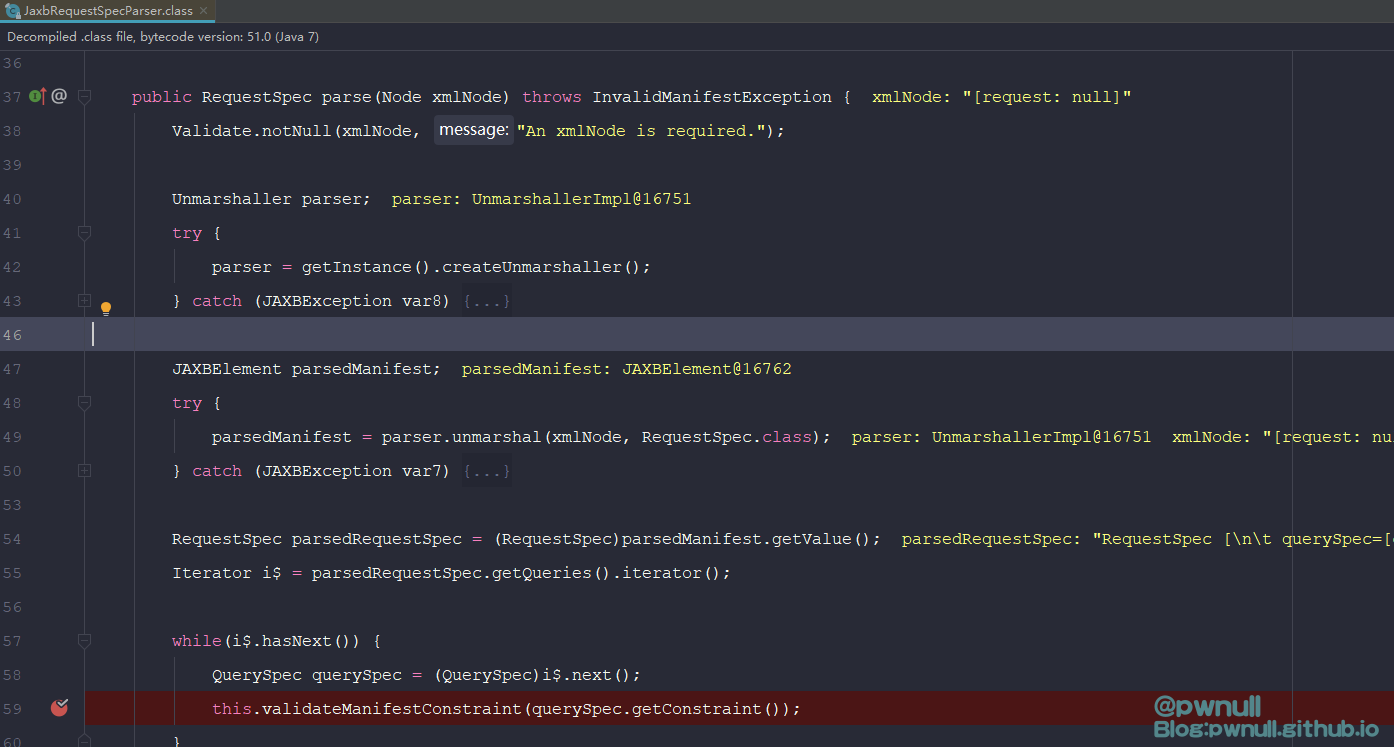 JaxbRequestSpecParser.class ×
Decompiled .class file, bytecode version: 51.0 (Java 7)
36
37 @ public RequestSpec parse(Node xmlNode) throws InvalidManifestException { xmlNode: "[request: null]"
38 Validate.notNull(xmlNode, message: "An xmlNode is required.");
39
40 Unmarshaller parser; parser: UnmarshallerImpl@16751
41 try {
42 parser = getInstance().createUnmarshaller();
43 } catch (JAXBException var8) {...}
46
47 JAXBElement parsedManifest; parsedManifest: JAXBElement@16762
48 try {
49 parsedManifest = parser.unmarshal(xmlNode, RequestSpec.class); parser: UnmarshallerImpl@16751 xmlNode: "[request: nu
50 } catch (JAXBException var7) {...}
53
54 RequestSpec parsedRequestSpec = (RequestSpec)parsedManifest.getValue(); parsedRequestSpec: "RequestSpec [\n\t querySpec=[
55 Iterator i$ = parsedRequestSpec.getQueries().iterator();
56
57 while(i$.hasNext()) {
58 QuerySpec querySpec = (QuerySpec)i$.next();
59 this.validateManifestConstraint(querySpec.getConstraint());
60 }
@pwnull
Blog:pwnull.github.io